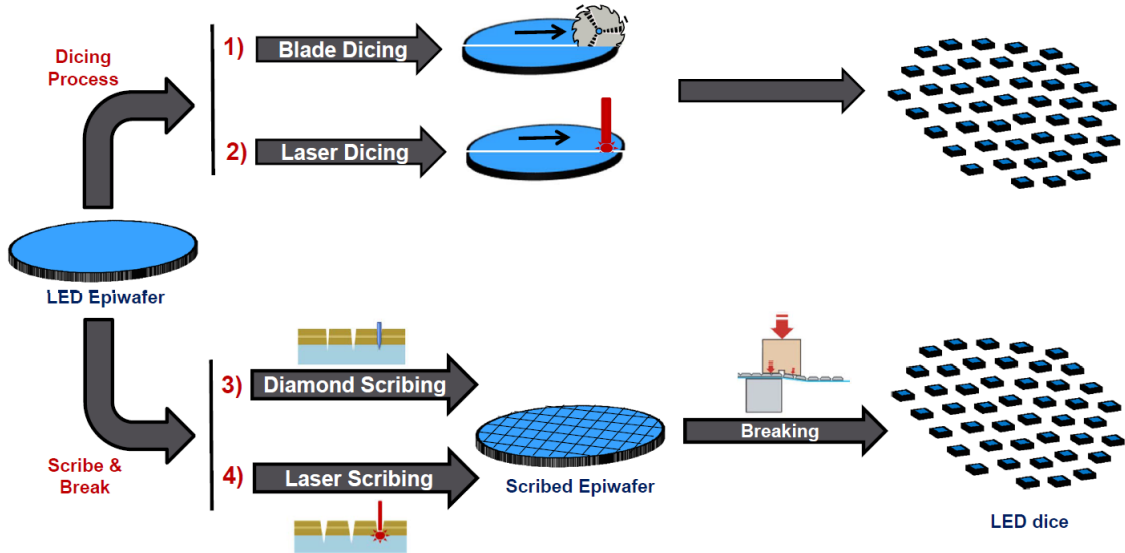 Dicing
Process
1)
Blade Dicing
2)
Laser Dicing
LED Epiwafer
3)
Diamond Scribing
Breaking
Scribe &
Break
4)
Laser Scribing
Scribed Epiwafer
LED dice